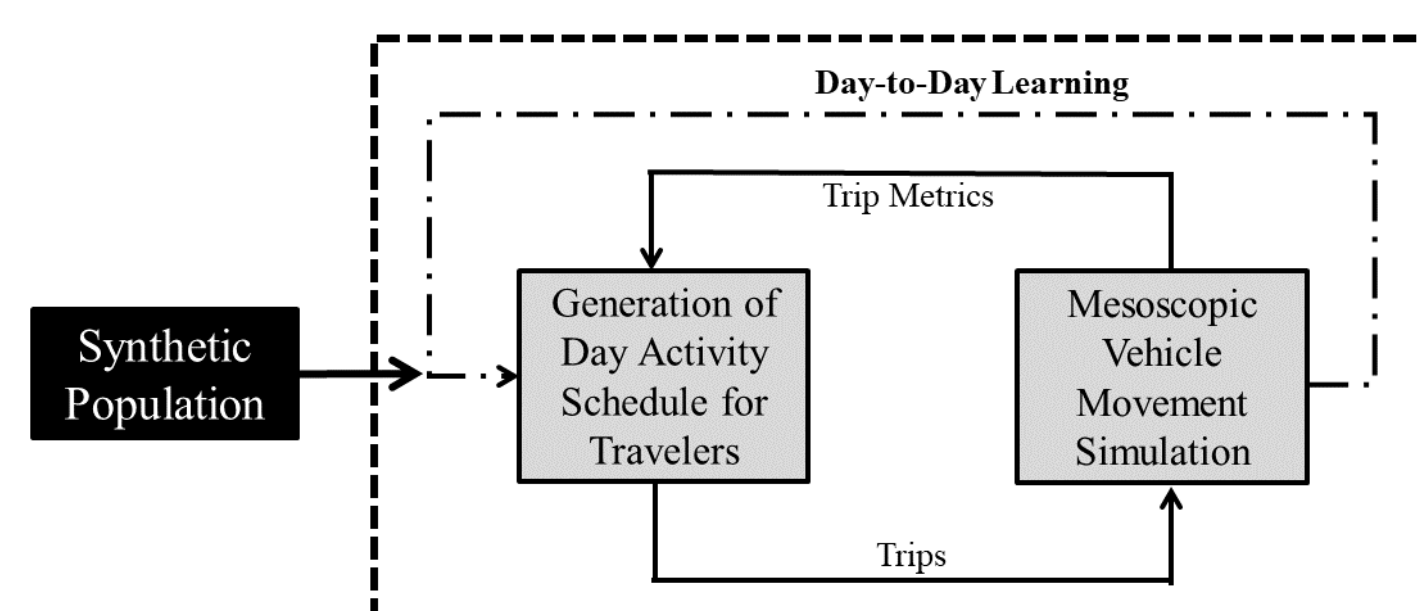 Day-to-Day Learning
Trip Metrics
Synthetic
Population
Generation of
Day Activity
Schedule for
Travelers
Mesoscopic
Vehicle
Movement
Simulation
Trips